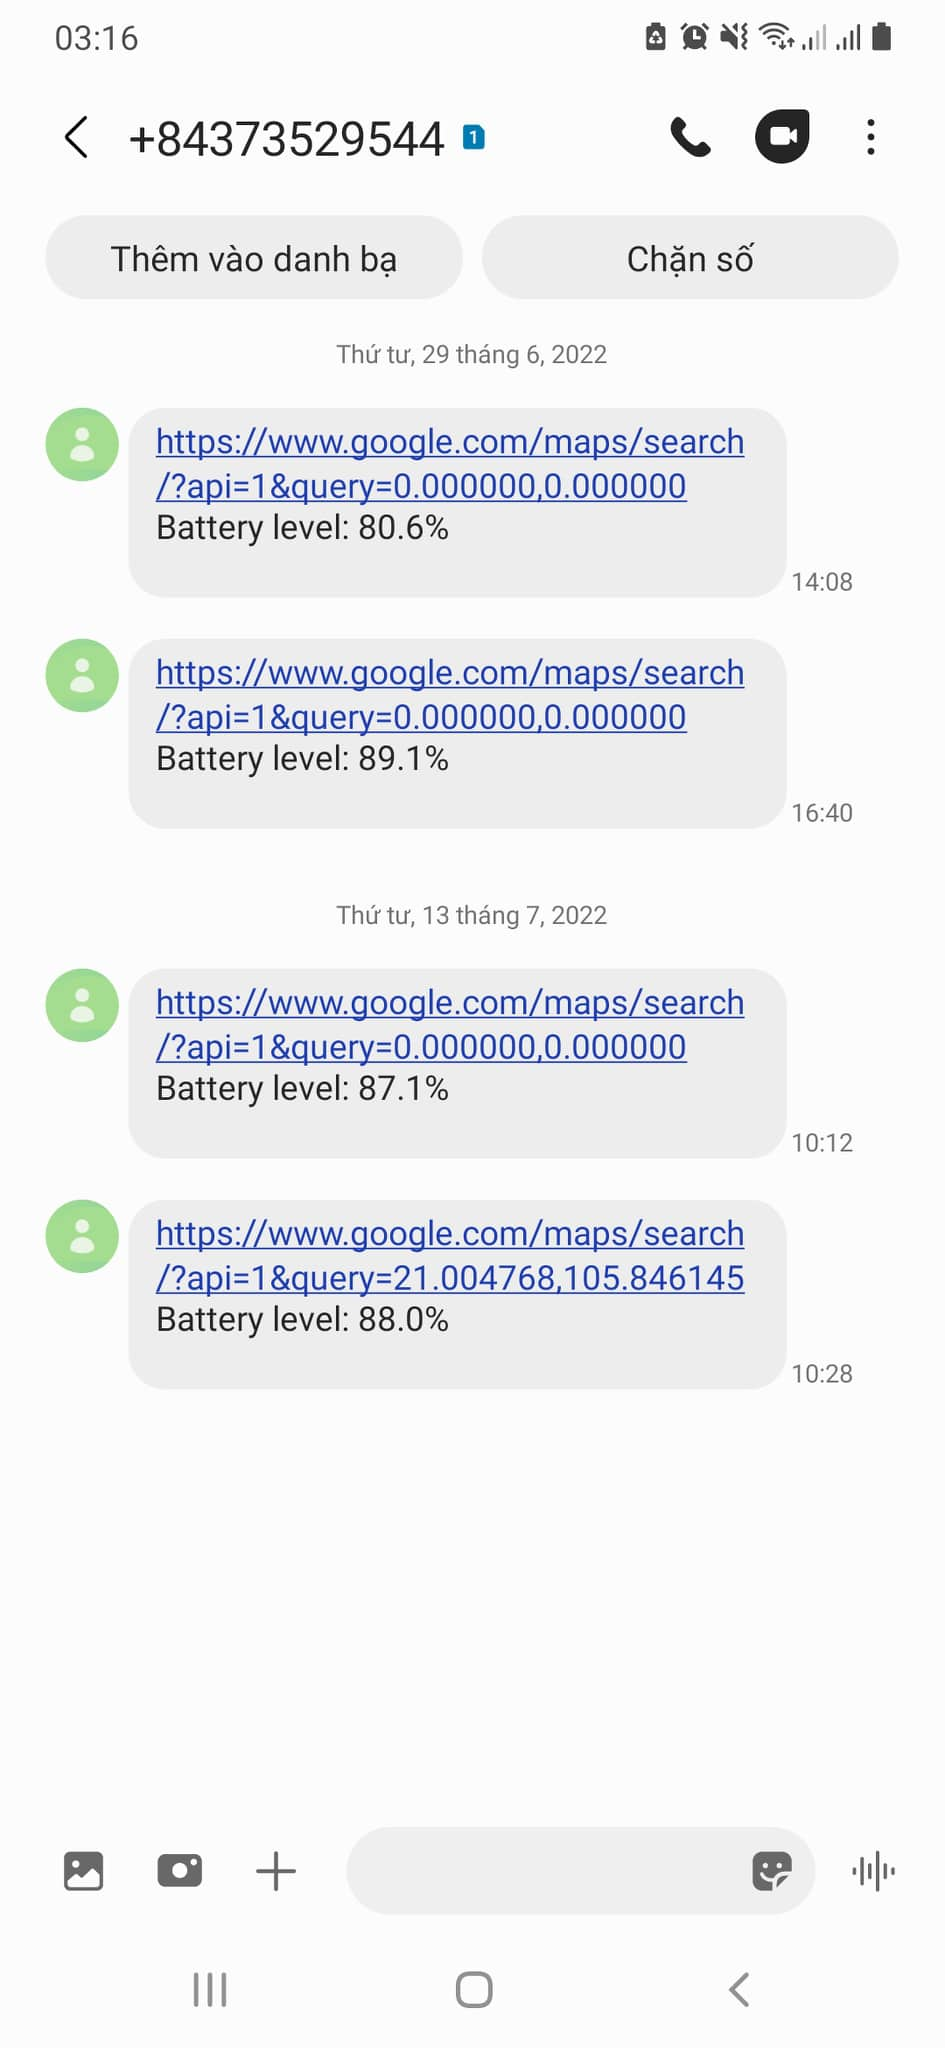 03:16
+84373529544 1
Thêm vào danh bạ
Chặn số
Thứ tư, 29 tháng 6, 2022
https://www.google.com/maps/search
/?api=1&query=0.000000,0.000000
Battery level: 80.6%
14:08
https://www.google.com/maps/search
/?api=1&query=0.000000,0.000000
Battery level: 89.1%
16:40
Thứ tư, 13 tháng 7, 2022
https://www.google.com/maps/search
/?api=1&query=0.000000,0.000000
Battery level: 87.1%
10:12
https://www.google.com/maps/search
/?api=1&query=21.004768,105.846145
Battery level: 88.0%
10:28